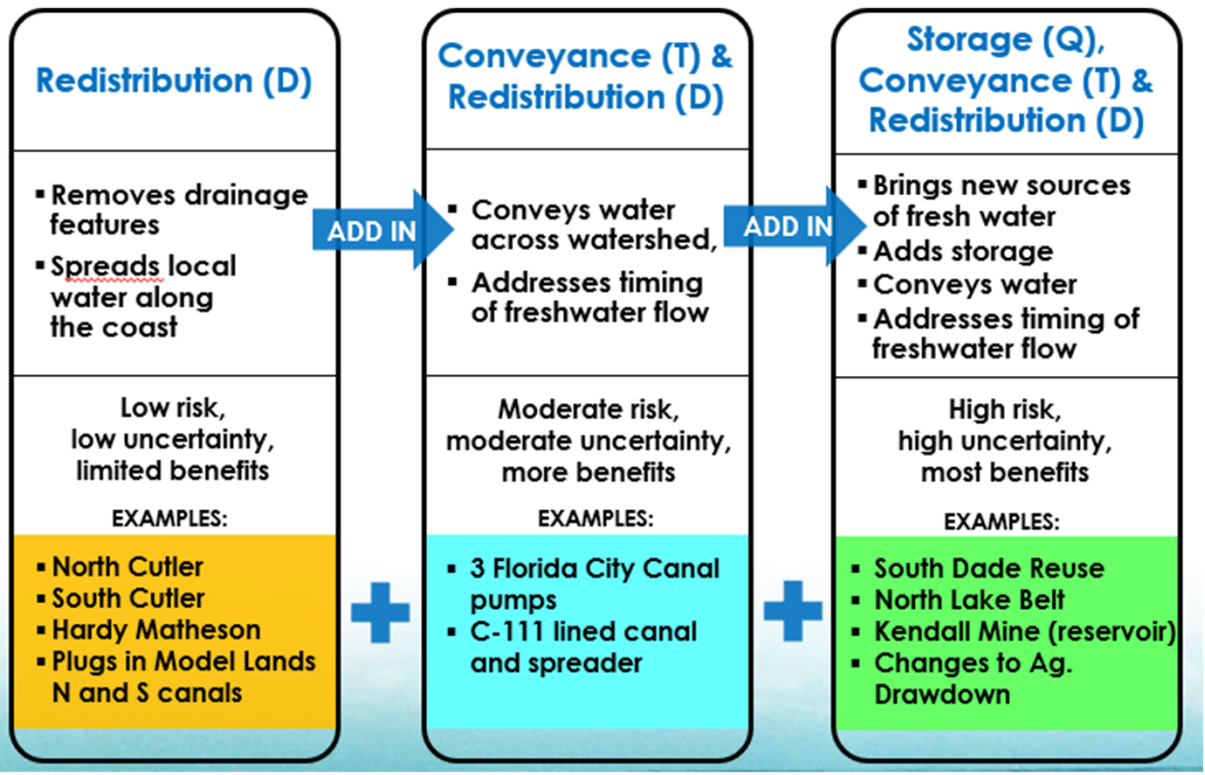 Redistribution (D)
▪ Removes drainage
features
▪ Spreads local
water along
the coast
Low risk,
low uncertainty,
limited benefits
EXAMPLES:
▪ North Cutler
▪ South Cutler
▪ Hardy Matheson
▪ Plugs in Model Lands
N and S canals
ADD IN
Conveyance (T) &
Redistribution (D)
▪ Conveys water
across watershed,
▪ Addresses timing
of freshwater flow
Moderate risk,
moderate uncertainty,
more benefits
EXAMPLES:
▪ 3 Florida City Canal
pumps
▪ C-111 lined canal
and spreader
ADD IN
Storage (Q),
Conveyance (T) &
Redistribution (D)
▪ Brings new sources
of fresh water
▪ Adds storage
▪ Conveys water
▪ Addresses timing of
freshwater flow
High risk,
high uncertainty,
most benefits
EXAMPLES:
▪ South Dade Reuse
▪ North Lake Belt
▪ Kendall Mine (reservoir)
▪ Changes to Ag.
Drawdown